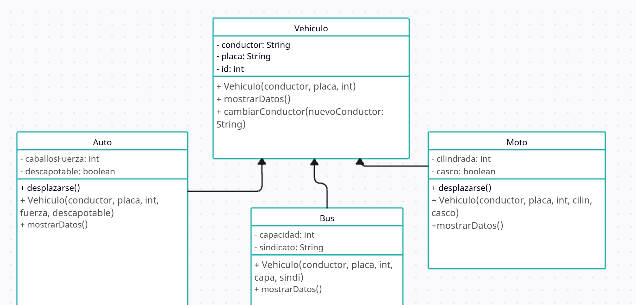 Vehiculo
- conductor: String
- placa: String
- id: int
+ Vehiculo(conductor, placa, int)
+ mostrarDatos()
+ cambiarConductor(nuevoConductor:
String)
Auto
- caballosFuerza: int
- descapotable: boolean
+ desplazarse()
+ Vehiculo(conductor, placa, int,
fuerza, descapotable)
+ mostrarDatos()
Bus
- capacidad: int
- sindicato: String
+ Vehiculo(conductor, placa, int,
capa, sindi)
+ mostrarDatos()
Moto
- cilindrada: int
- casco: boolean
+ desplazarse()
+ Vehiculo(conductor, placa, int, cilin,
casco)
+mostrarDatos()